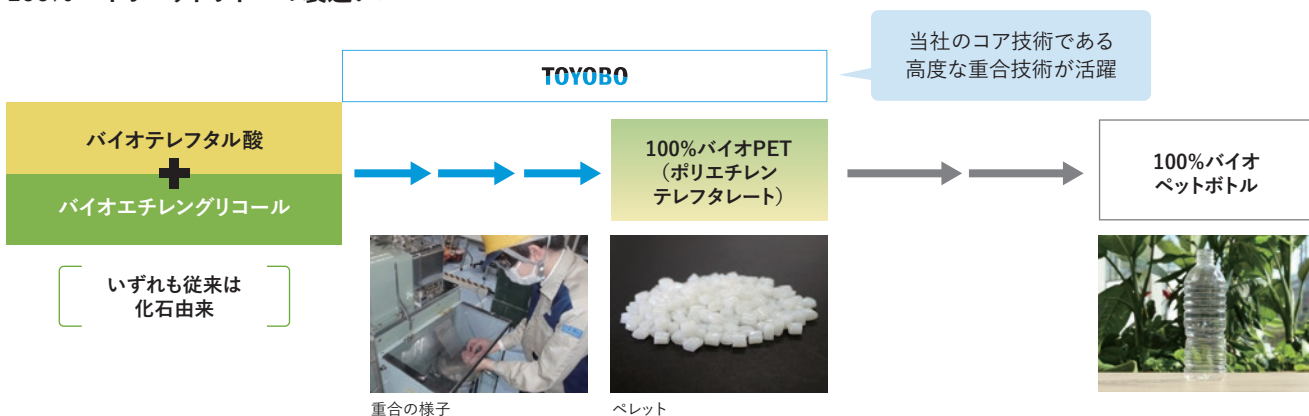 当社のコア技術である
高度な重合技術が活躍
TOYOBO
バイオテレフタル酸
+
バイオエチレングリコール
100%バイオPET
（ポリエチレン
テレフタレート）
100%バイオ
ペットボトル
いずれも従来は
化石由来
重合の様子
ペレット